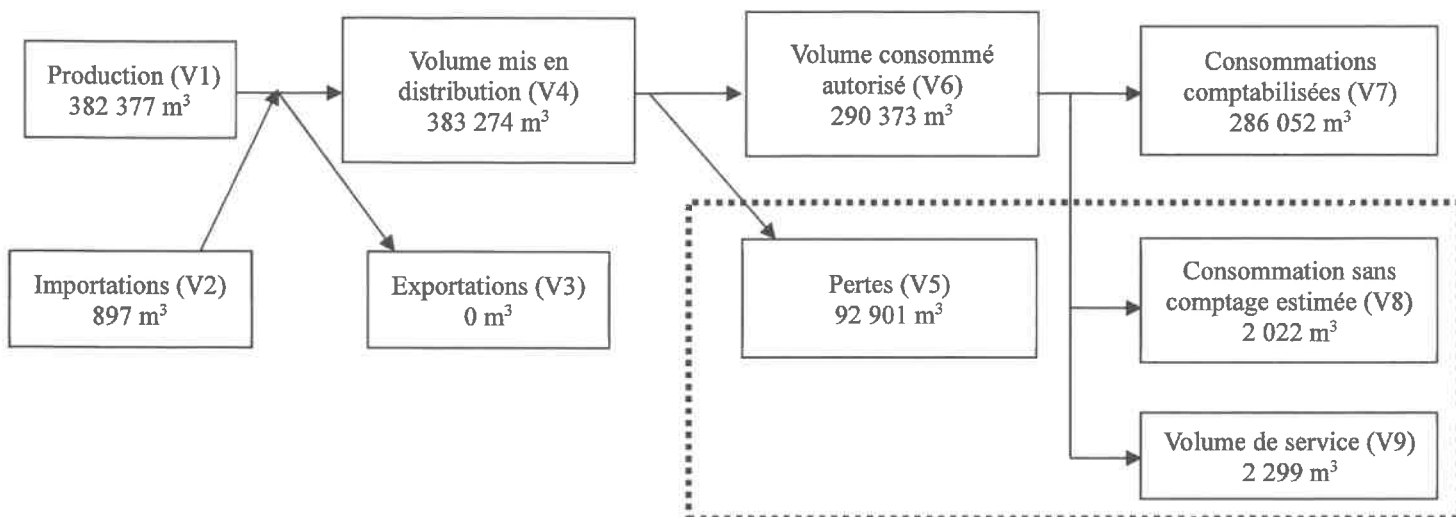 Production (V1)
382 377 m³
Volume mis en
distribution (V4)
383 274 m³
Volume consommé
autorisé (V6)
290 373 m³
Consommations
comptabilisées (V7)
286 052 m³
Importations (V2)
897 m³
Exportations (V3)
0 m³
Pertes (V5)
92 901 m³
Consommation sans
comptage estimée (V8)
2 022 m³
Volume de service (V9)
2 299 m³